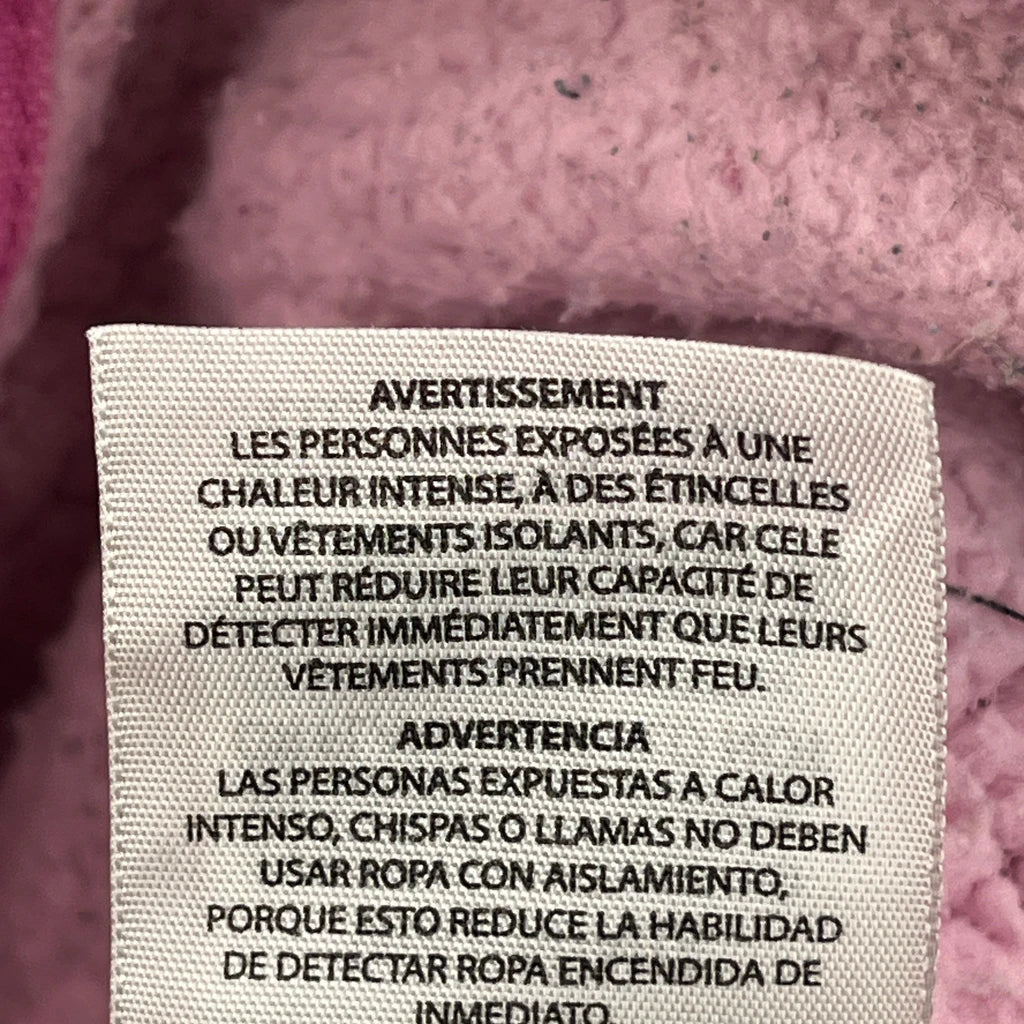 AVERTISSEMENT
LES PERSONNES EXPOSÉES À UNE
CHALEUR INTENSE, À DES ÉTINCELLES
OU VÊTEMENTS ISOLANTS, CAR CELE
PEUT RÉDUIRE LEUR CAPACITÉ DE
DÉTECTER IMMÉDIATEMENT QUE LEURS
VÊTEMENTS PRENNENT FEU.
ADVERTENCIA
LAS PERSONAS EXPUESTAS A CALOR
INTENSO, CHISPAS O LLAMAS NO DEBEN
USAR ROPA CON AISLAMIENTO,
PORQUE ESTO REDUCE LA HABILIDAD
DE DETECTAR ROPA ENCENDIDA DE
INMEDIATO.